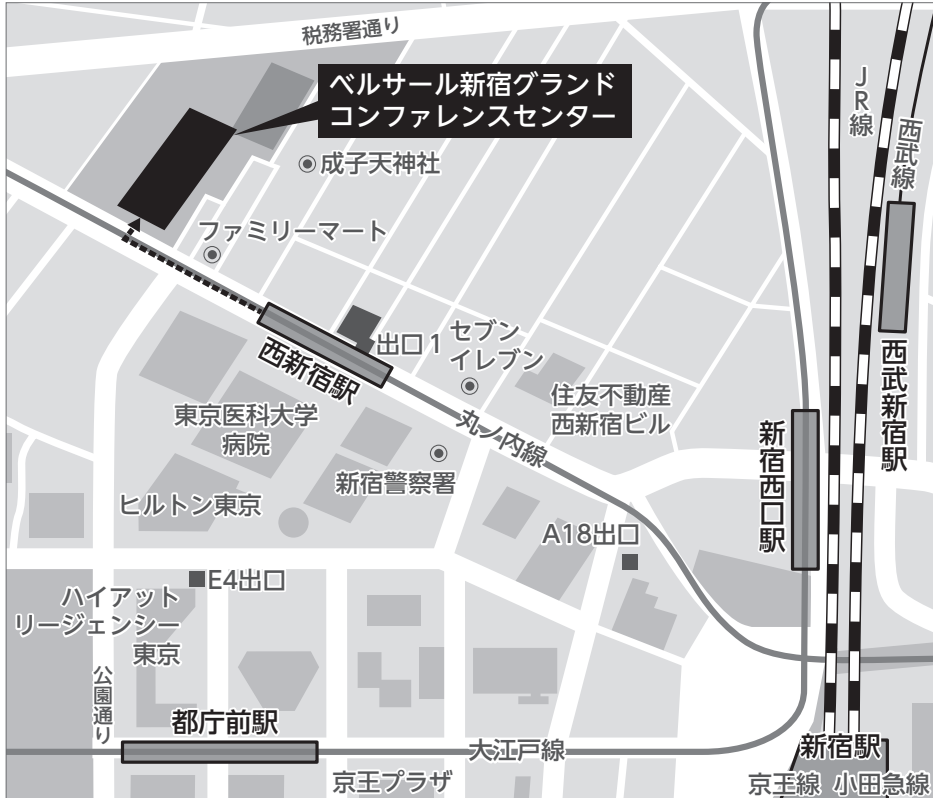 税務署通り
ベルサール新宿グランド
コンファレンスセンター
JR線
西武線
成子天神社
ファミリーマート
出口1
セブン
イレブン
西新宿駅
西武新宿駅
住友不動産
西新宿ビル
東京医科大学
病院
丸ノ内線
新宿西口駅
新宿警察署
ヒルトン東京
A18出口
E4出口
ハイアット
リージェンシー
東京
公園通り
都庁前駅
大江戸線
新宿駅
京王プラザ
京王線 小田急線